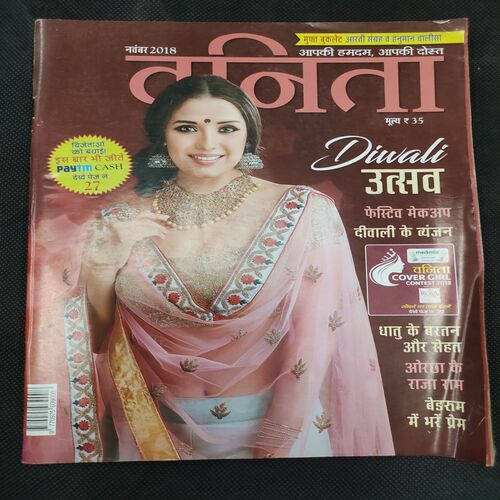 मुफ्त बुकलेट आरती संग्रह व हनुमान चालीसा
नवंबर 2018
आपकी हमदम, आपकी दोस्त
वनिता
मूल्य ₹ 35
विजेताओं
को बधाई!
इस बार भी जीतें
Paytm CASH
देखें पेज नं.
27
Diwali
उत्सव
फेस्टिव मेकअप
दीवाली के व्यंजन
वनिता
COVER GIRL
CONTEST 2018
धातु के बरतन
और सेहत
ओरछा के
राजा राम
बेडरूम
में भरें प्रेम